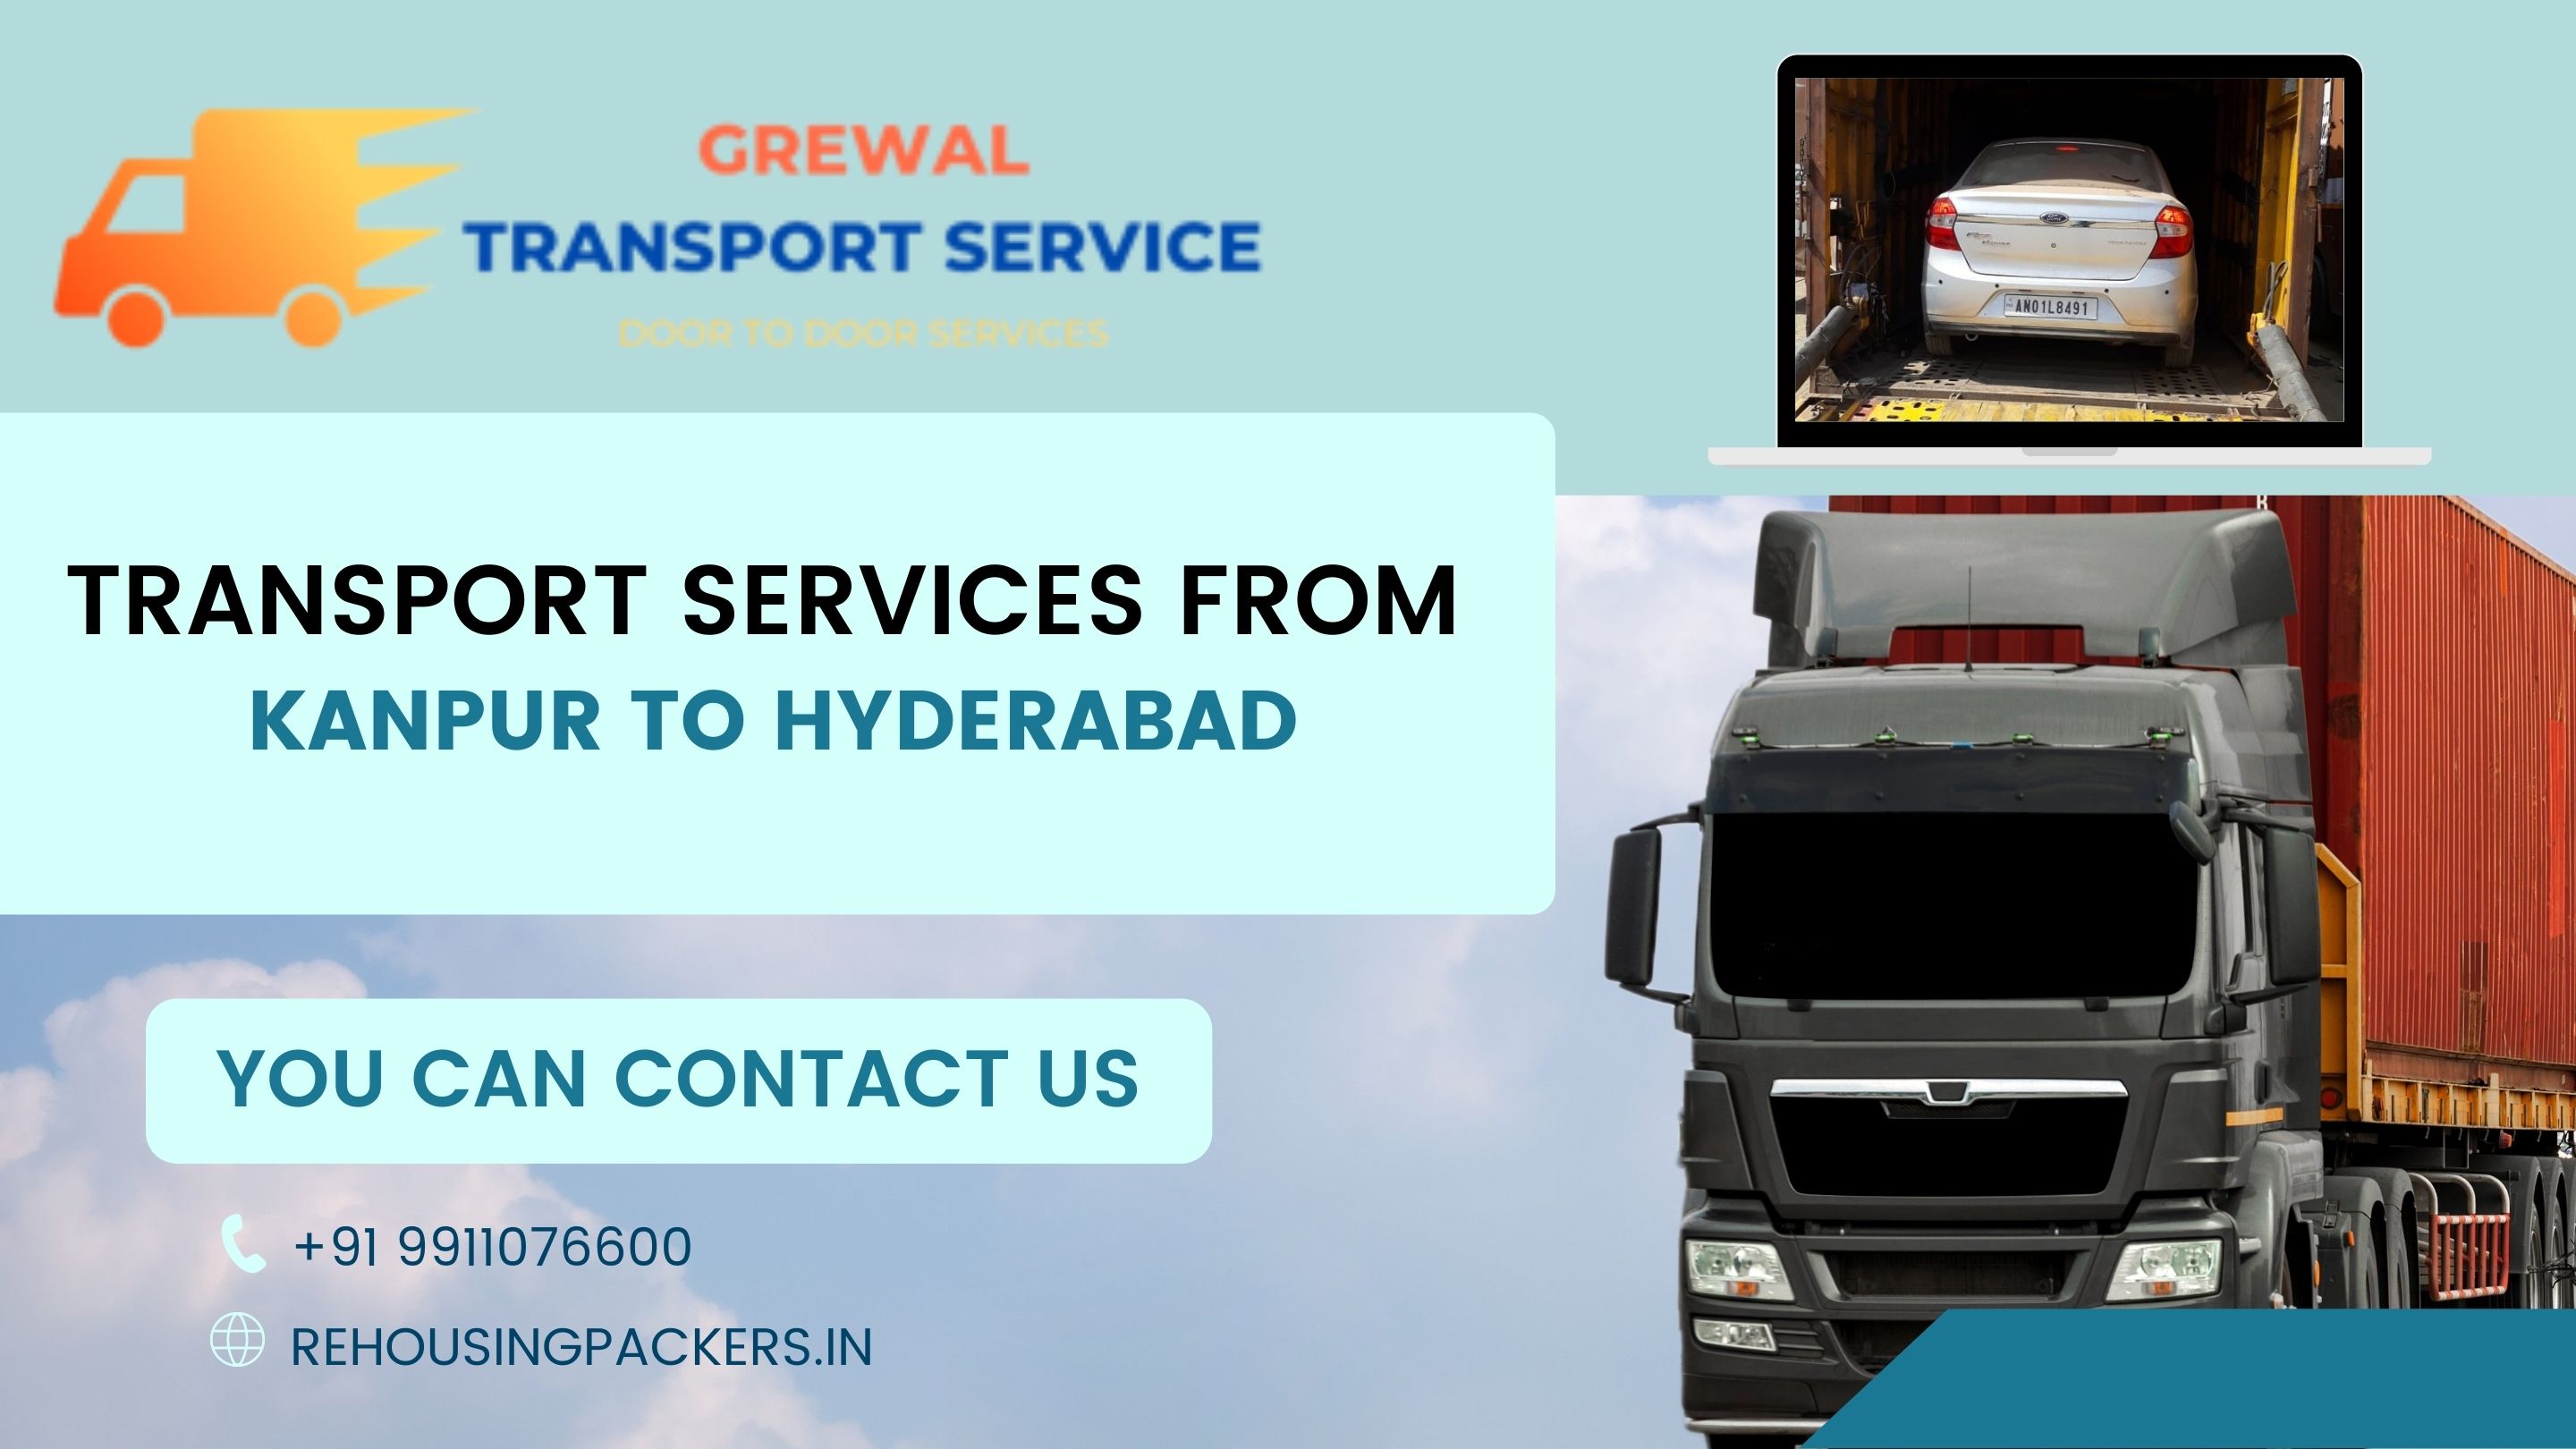 GREWAL
TRANSPORT SERVICE
DOOR TO DOOR SERVICES
Ford
AN01L8491
TRANSPORT SERVICES FROM
KANPUR TO HYDERABAD
YOU CAN CONTACT US
+91 9911076600
REHOUSINGPACKERS.IN